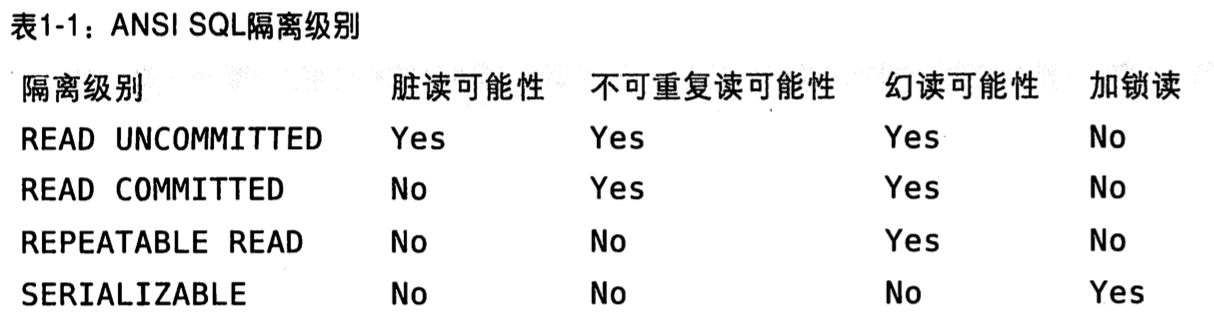 表1-1：ANSI SQL隔离级别
隔离级别 脏读可能性 不可重复读可能性 幻读可能性 加锁读
READ UNCOMMITTED Yes Yes Yes No
READ COMMITTED No Yes Yes No
REPEATABLE READ No No Yes No
SERIALIZABLE No No No Yes